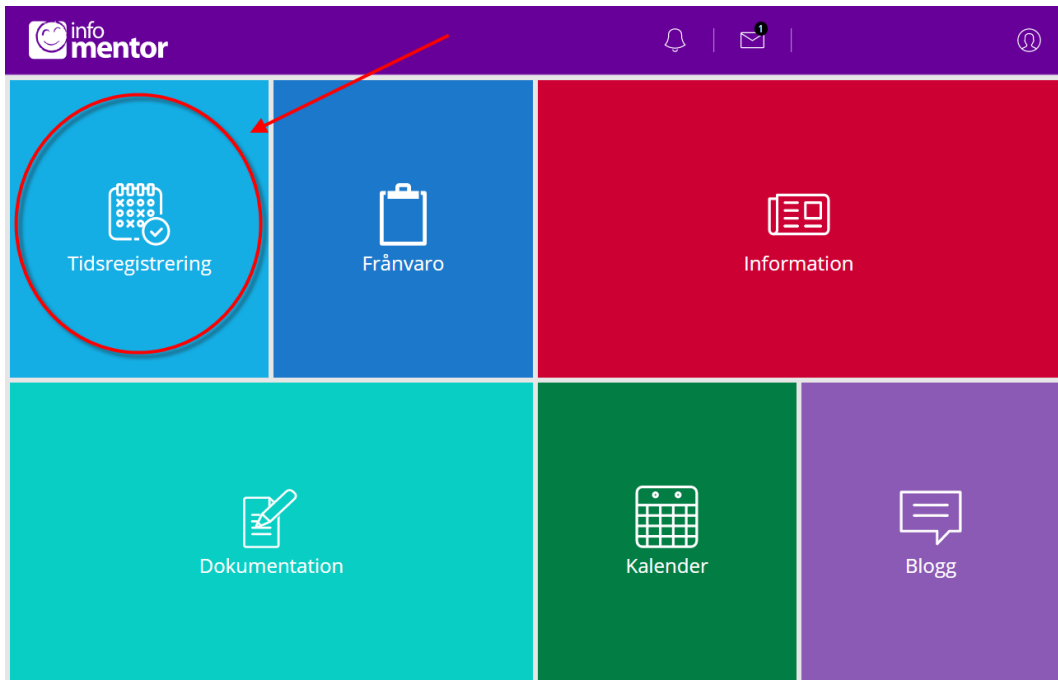 info
mentor
1
Tidsregistrering
Frånvaro
Information
Dokumentation
Kalender
Blogg